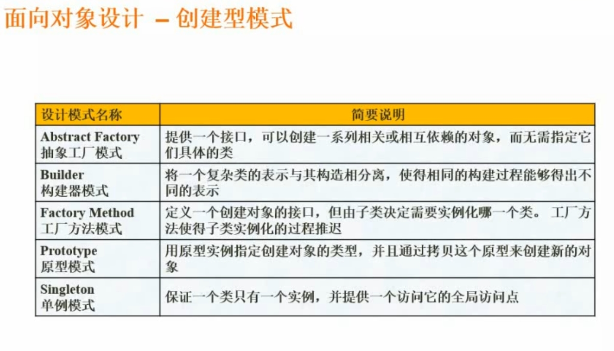 面向对象设计 – 创建型模式
设计模式名称
简要说明
Abstract Factory
抽象工厂模式
提供一个接口，可以创建一系列相关或相互依赖的对象，而无需指定它
们具体的类
Builder
构建器模式
将一个复杂类的表示与其构造相分离，使得相同的构建过程能够得出不
同的表示
Factory Method
工厂方法模式
定义一个创建对象的接口，但由子类决定需要实例化哪一个类。 工厂方
法使得子类实例化的过程推迟
Prototype
原型模式
用原型实例指定创建对象的类型，并且通过拷贝这个原型来创建新的对
象
Singleton
单例模式
保证一个类只有一个实例，并提供一个访问它的全局访问点